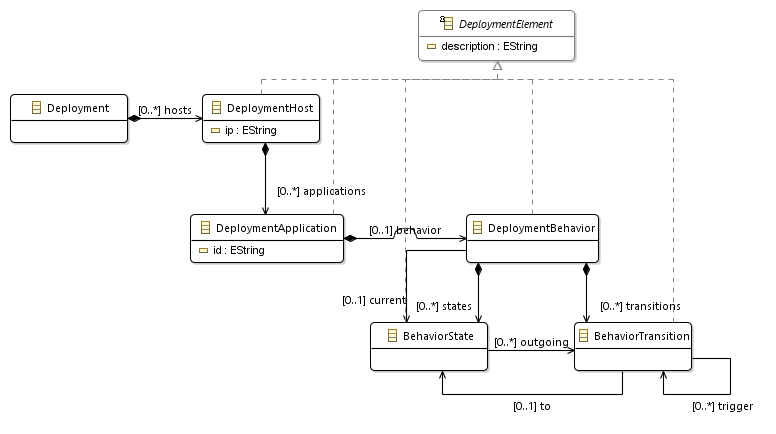 DeploymentElement
description : EString
Deployment
[0..*] hosts
DeploymentHost
ip : EString
[0..*] applications
DeploymentApplication
id : EString
[0..1] behavior
DeploymentBehavior
[0..1] current
[0..*] states
[0..*] transitions
BehaviorState
[0..*] outgoing
BehaviorTransition
[0..1] to
[0..*] trigger